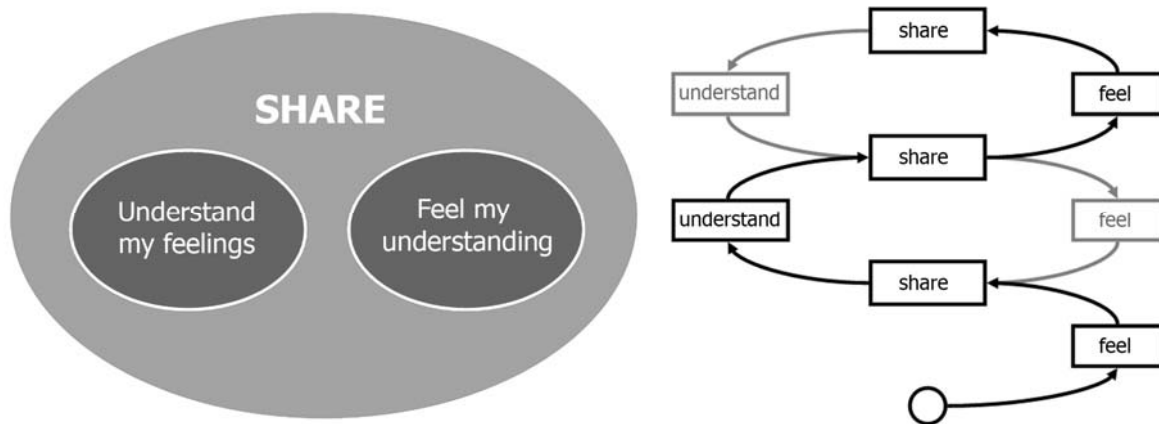 SHARE
Understand
my feelings
Feel my
understanding
share
understand
feel
share
understand
feel
share
feel